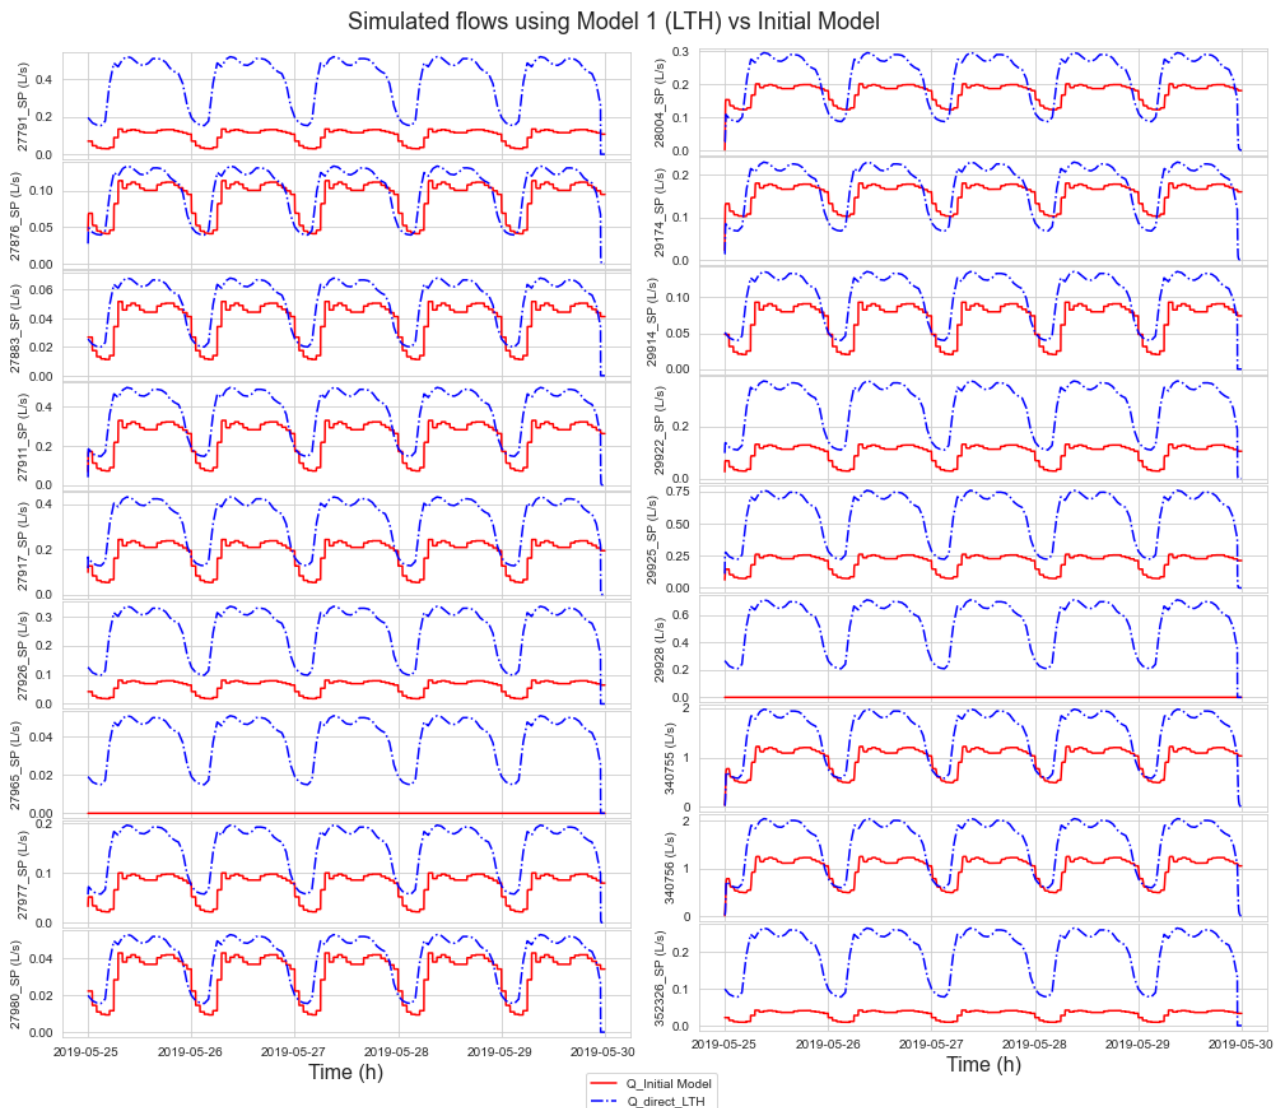 Simulated flows using Model 1 (LTH) vs Initial Model
27791_SP (L/s)
0.4
0.2
0.0
27876_SP (L/s)
0.10
0.05
0.00
27883_SP (L/s)
0.06
0.04
0.02
0.00
27911_SP (L/s)
0.4
0.2
0.0
27917_SP (L/s)
0.4
0.2
0.0
27926_SP (L/s)
0.3
0.2
0.1
0.0
27965_SP (L/s)
0.04
0.02
0.00
27977_SP (L/s)
0.2
0.1
0.0
27980_SP (L/s)
0.04
0.02
0.00
2019-05-25 2019-05-26 2019-05-27 2019-05-28 2019-05-29 2019-05-30
Time (h)
28004_SP (L/s)
0.3
0.2
0.1
0.0
29174_SP (L/s)
0.2
0.1
0.0
29914_SP (L/s)
0.10
0.05
0.00
29922_SP (L/s)
0.2
0.0
29925_SP (L/s)
0.75
0.50
0.25
0.00
29928 (L/s)
0.6
0.4
0.2
0.0
340755 (L/s)
2
1
0
340756 (L/s)
2
1
0
352326_SP (L/s)
0.2
0.1
0.0
2019-05-25 2019-05-26 2019-05-27 2019-05-28 2019-05-29 2019-05-30
Time (h)
Q_Initial Model
Q_direct_LTH